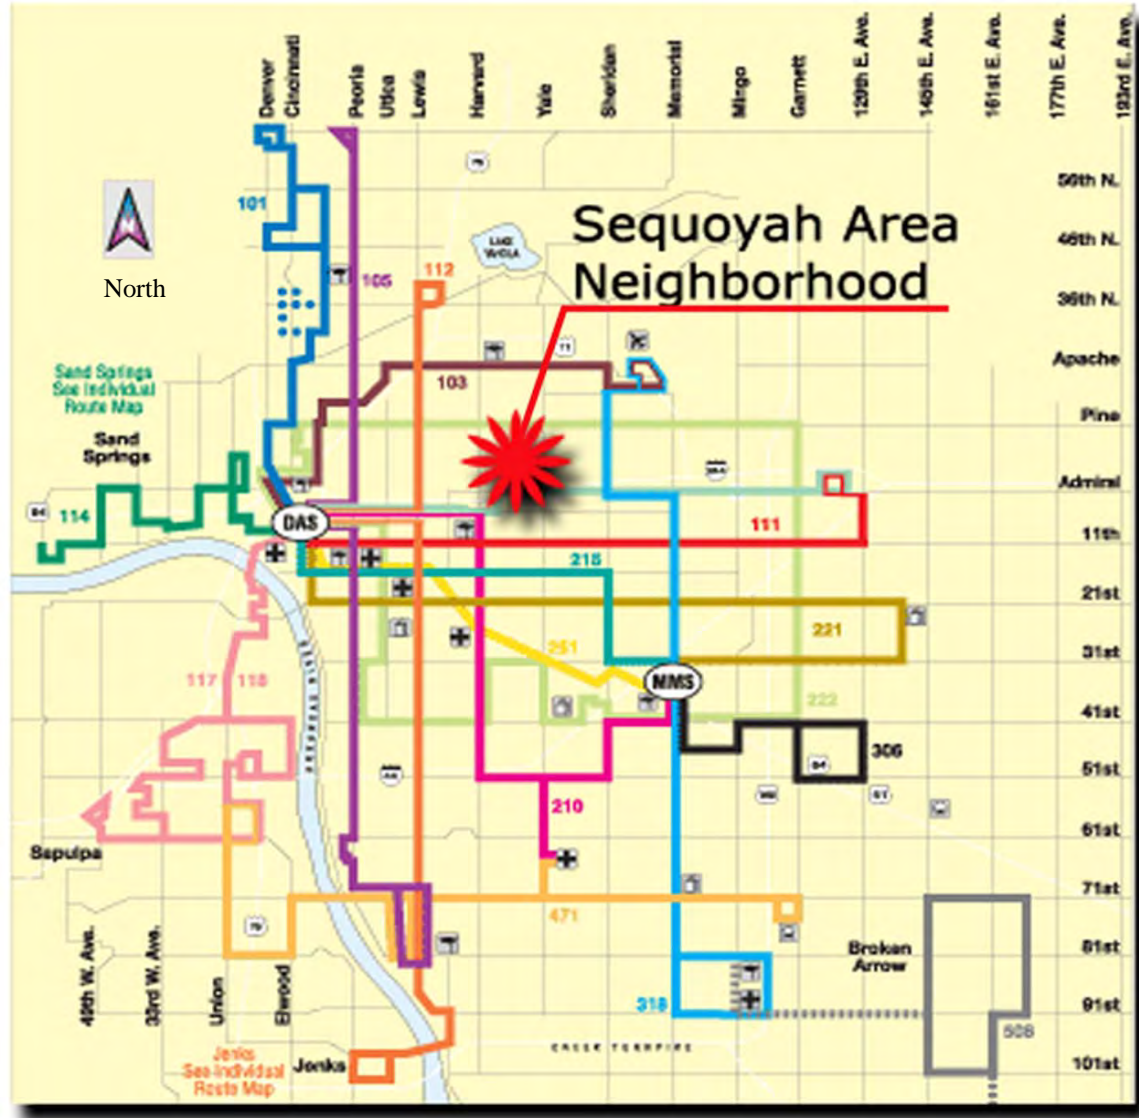 Denver
Cincinnati
Peoria
Utica
Lewis
Harvard
Yale
Sheridan
Memorial
Mingo
Garnett
129th E. Ave.
145th E. Ave.
161st E. Ave.
177th E. Ave.
193rd E. Ave.
56th N.
101
Sequoyah Area
46th N.
Neighborhood
North
105
112
36th N.
Apache
Sand Springs
See Individual
Route Map
103
Pine
Sand
Springs
Admiral
114
DAS
111
11th
215
21st
221
251
31st
117
118
MMS
222
41st
306
51st
210
61st
Sapulpa
71st
471
49th W. Ave.
33rd W. Ave.
Union
Elwood
Broken
Arrow
81st
318
91st
508
CREEK TURNPIKE
Jenks
See Individual
Route Map
Jenks
101st